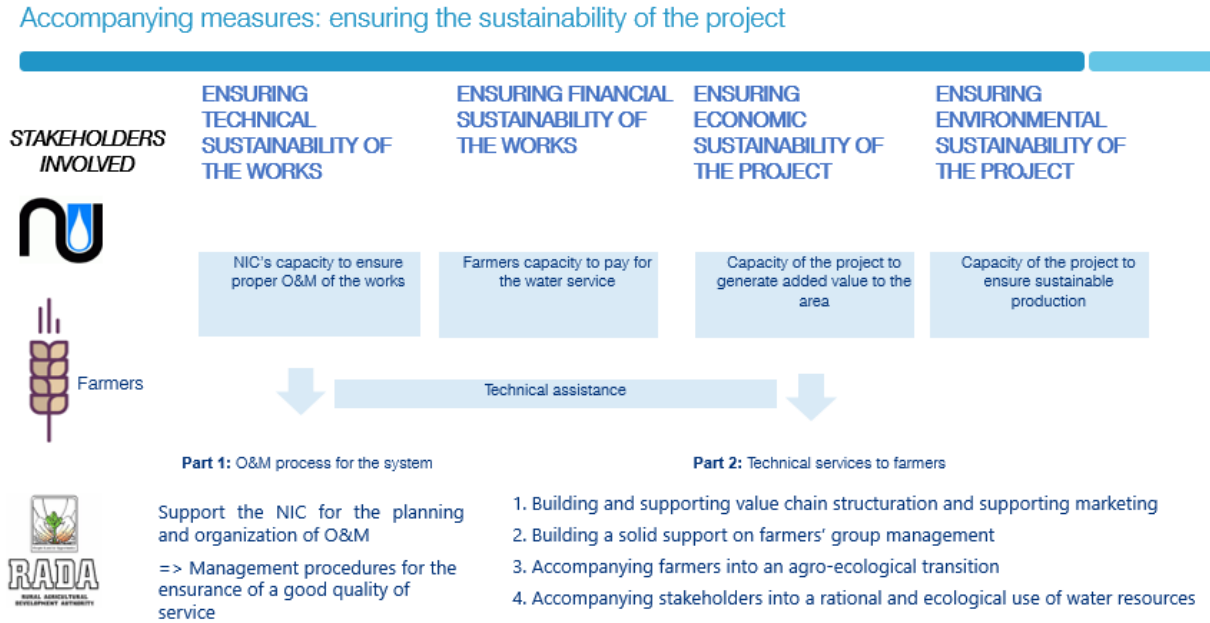 Accompanying measures: ensuring the sustainability of the project
STAKEHOLDERS
INVOLVED
ENSURING
TECHNICAL
SUSTAINABILITY OF
THE WORKS
ENSURING FINANCIAL
SUSTAINABILITY OF
THE WORKS
ENSURING
ECONOMIC
SUSTAINABILITY OF
THE PROJECT
ENSURING
ENVIRONMENTAL
SUSTAINABILITY OF
THE PROJECT
NIC's capacity to ensure
proper O&M of the works
Farmers capacity to pay for
the water service
Capacity of the project to
generate added value to the
area
Capacity of the project to
ensure sustainable
production
Farmers
Technical assistance
Part 1: O&M process for the system
Part 2: Technical services to farmers
Support the NIC for the planning
and organization of O&M
=> Management procedures for the
ensurance of a good quality of
service
1. Building and supporting value chain structuration and supporting marketing
2. Building a solid support on farmers' group management
3. Accompanying farmers into an agro-ecological transition
4. Accompanying stakeholders into a rational and ecological use of water resources
RADA
RURAL AGRICULTURAL
DEVELOPMENT AUTHORITY